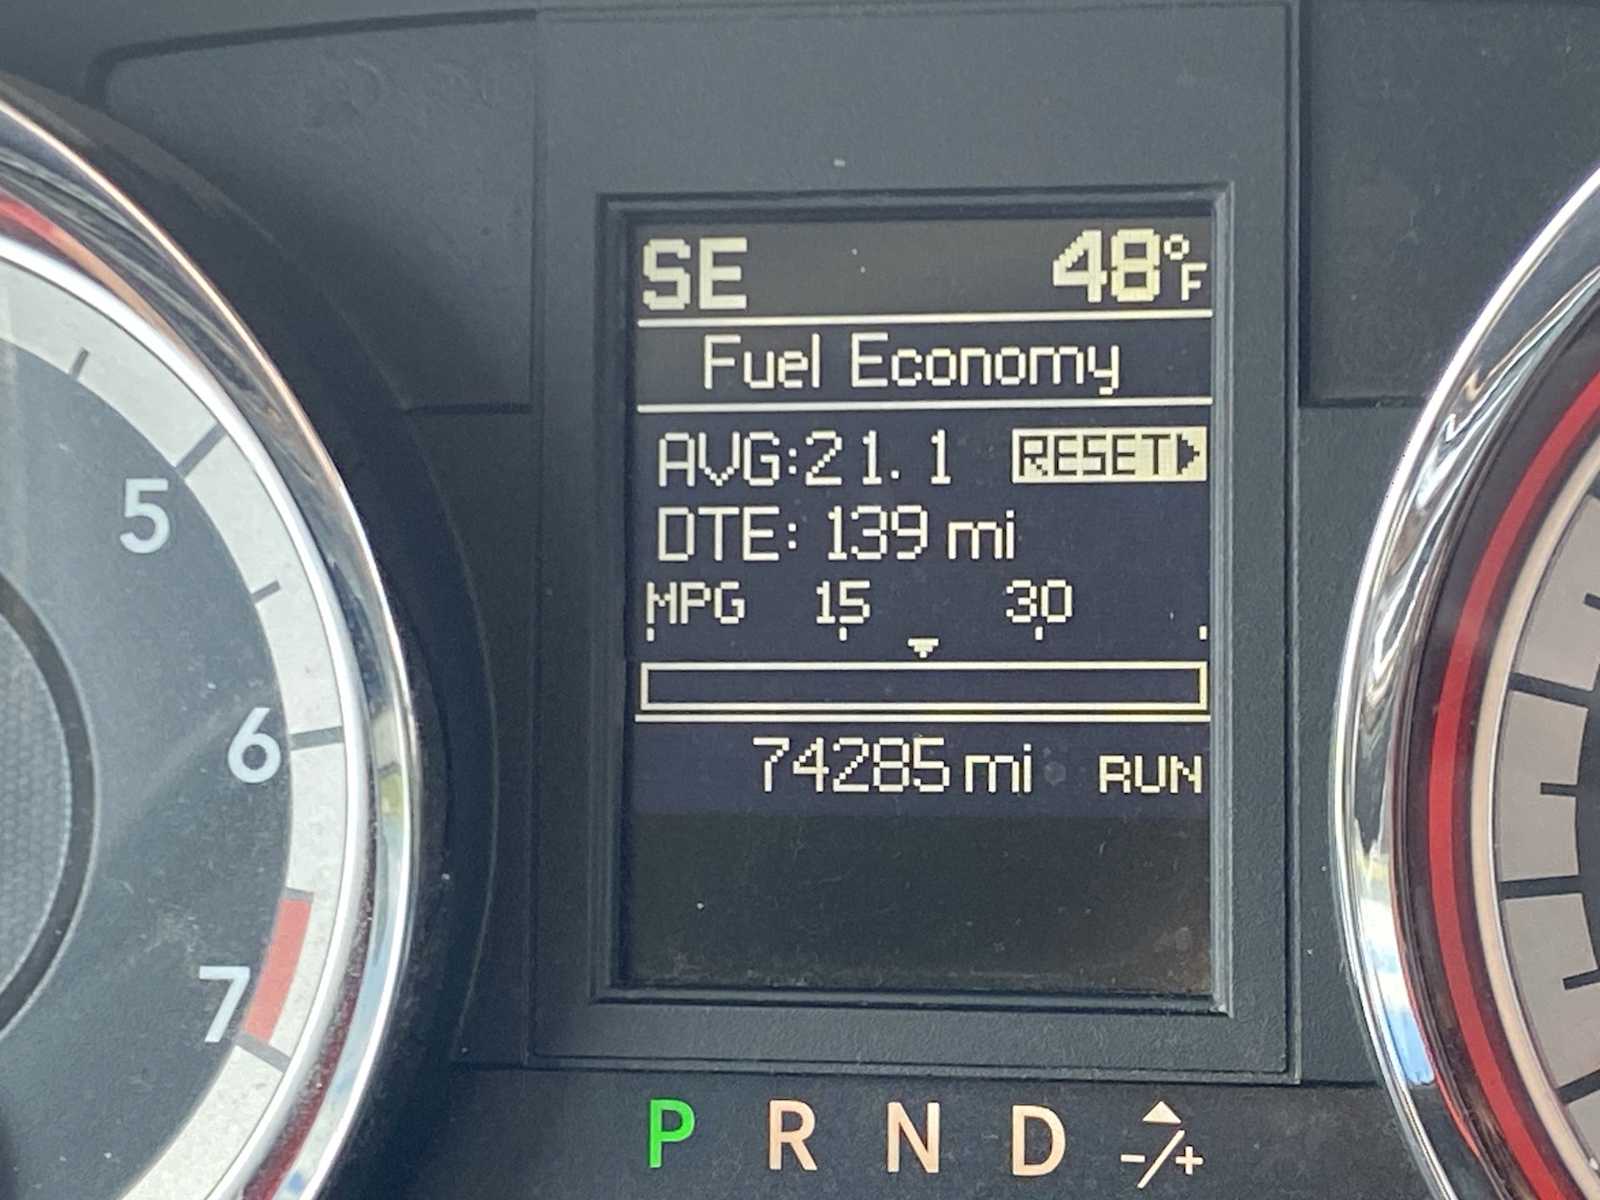 SE 48°F
Fuel Economy
AVG:21.1 RESET
DTE: 139 mi
MPG 15 30
74285 mi RUN
5
6
7
P R N D -/+